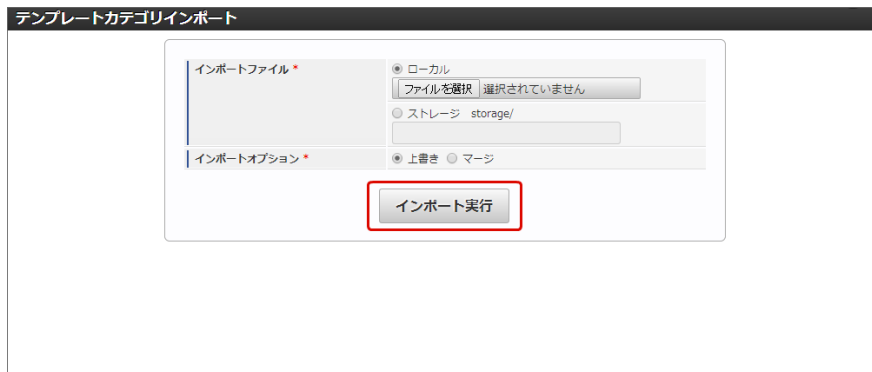 テンプレートカテゴリインポート
インポートファイル *
ローカル
ファイルを選択 選択されていません
ストレージ storage/
インポートオプション *
上書き マージ
インポート実行